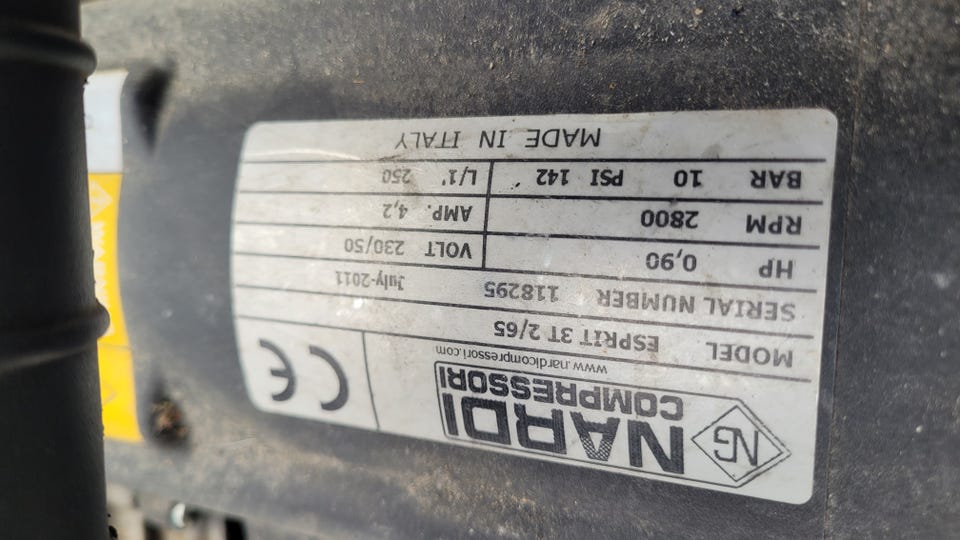 NG
NARDI
COMPRESSORI
www.nardicompressori.com
CE
MODEL ESPRIT 3T 2/65
SERIAL NUMBER 118295 July-2011
HP 0,90 VOLT 230/50
RPM 2800 AMP. 4,2
BAR 10 PSI 142 L/1' 250
MADE IN ITALY